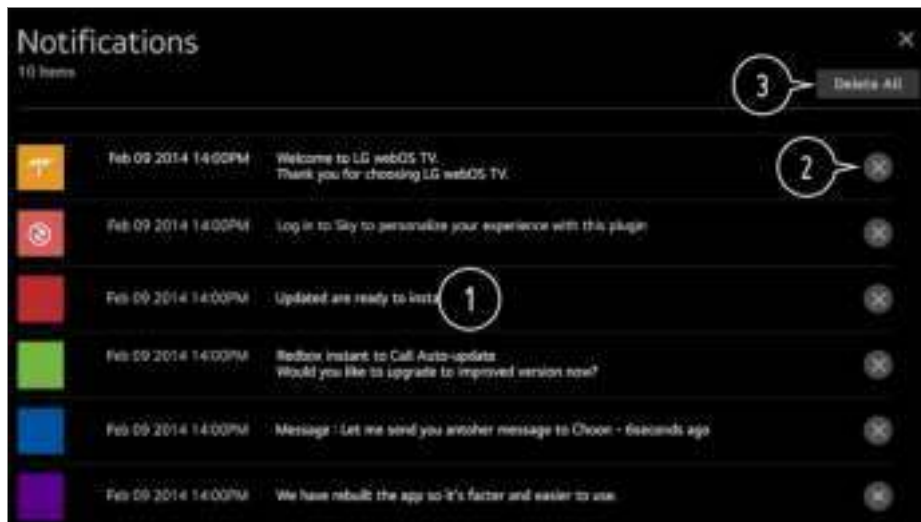 Notifications
10 Items
3
Delete All
Feb 09 2014 14:00PM
Welcome to LG webOS TV.
Thank you for choosing LG webOS TV.
2
Feb 09 2014 14:00PM
Log in to Sky to personalize your experience with this plugin
Feb 09 2014 14:00PM
Updated are ready to insta
1
Feb 09 2014 14:00PM
Redbox instant to Call Auto-update
Would you like to upgrade to improved version now?
Feb 09 2014 14:00PM
Message : Let me send you antoher message to Choon - 6seconds ago
Feb 09 2014 14:00PM
We have rebuilt the app so it's facter and easier to use.